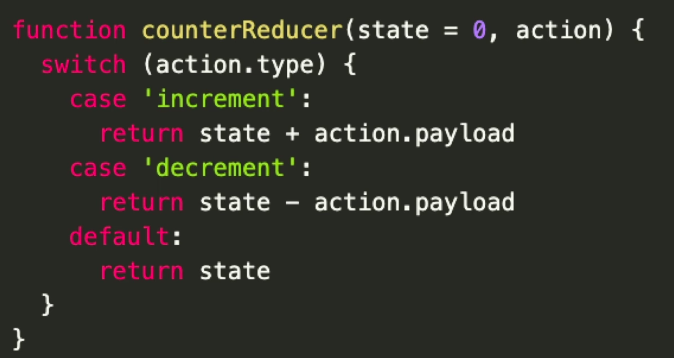 function counterReducer(state = 0, action) {
  switch (action.type) {
    case 'increment':
      return state + action.payload
    case 'decrement':
      return state - action.payload
    default:
      return state
  }
}